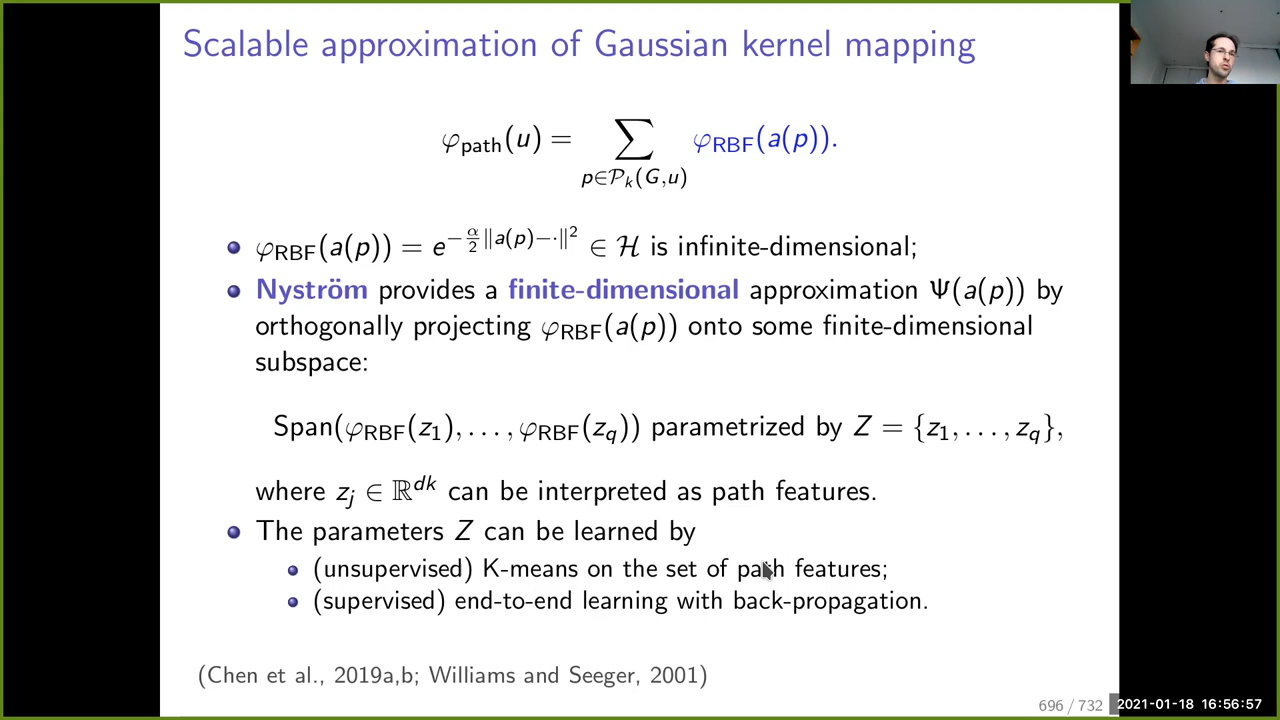 Scalable approximation of Gaussian kernel mapping
φpath(u) = ∑p∈Pk(G,u) φRBF(a(p)).
φRBF(a(p)) = e^{−α/2 ‖a(p)−·‖²} ∈ ℋ is infinite-dimensional;
Nyström provides a finite-dimensional approximation Ψ(a(p)) by
orthogonally projecting φRBF(a(p)) onto some finite-dimensional
subspace:
Span(φRBF(z1), . . . , φRBF(zq)) parametrized by Z = {z1, . . . , zq},
where zj ∈ ℝ^{dk} can be interpreted as path features.
The parameters Z can be learned by
(unsupervised) K-means on the set of path features;
(supervised) end-to-end learning with back-propagation.
(Chen et al., 2019a,b; Williams and Seeger, 2001)
696 / 732
2021-01-18 16:56:57